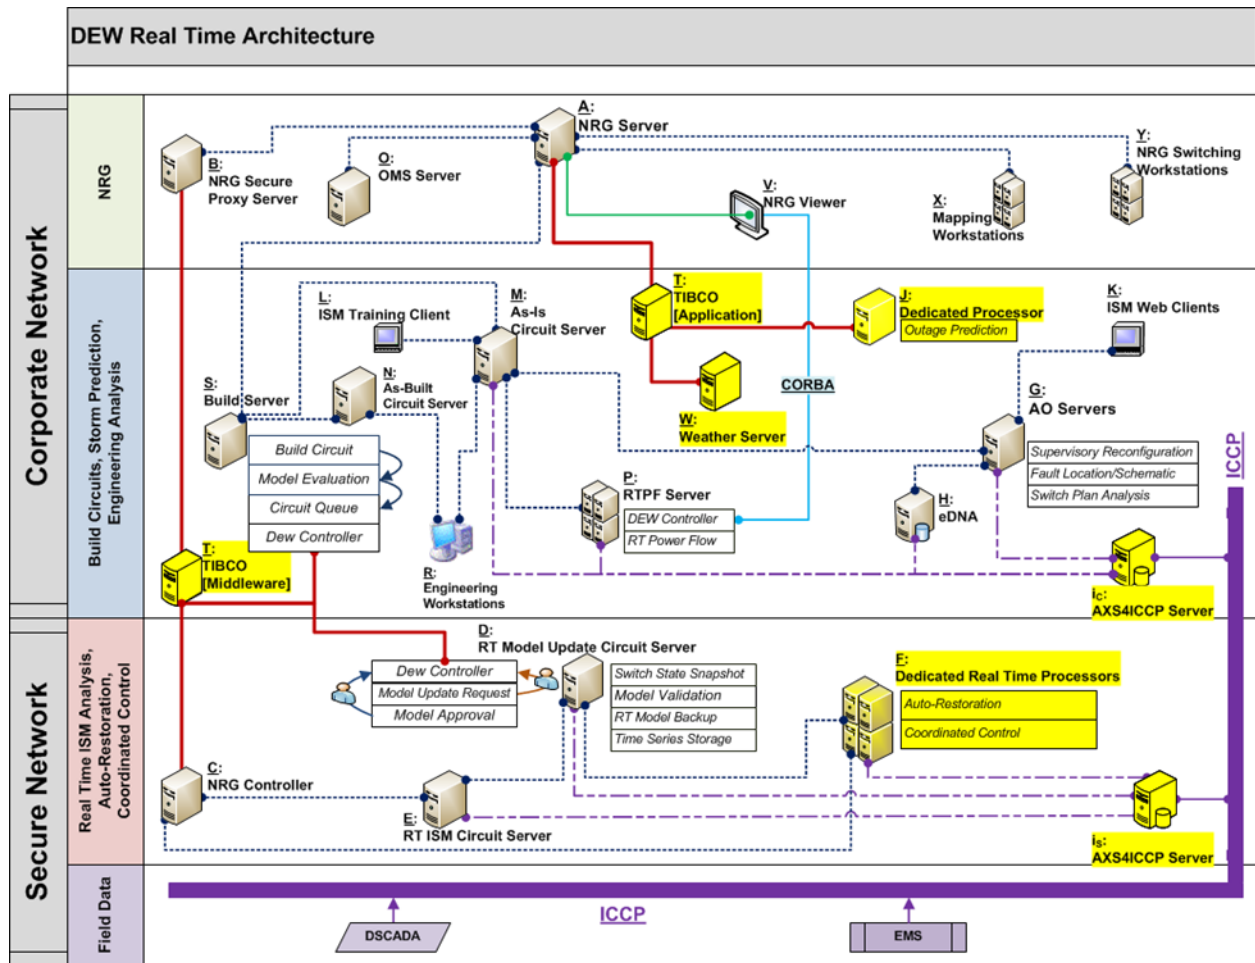 DEW Real Time Architecture
Corporate Network
NRG
A:
NRG Server
B:
NRG Secure
Proxy Server
O:
OMS Server
V:
NRG Viewer
X:
Mapping
Workstations
Y:
NRG Switching
Workstations
Build Circuits, Storm Prediction,
Engineering Analysis
L:
ISM Training Client
M:
As-Is
Circuit Server
T:
TIBCO
[Application]
J:
Dedicated Processor
Outage Prediction
K:
ISM Web Clients
S:
Build Server
N:
As-Built
Circuit Server
CORBA
W:
Weather Server
G:
AO Servers
Supervisory Reconfiguration
Fault Location/Schematic
Switch Plan Analysis
ICCP
Build Circuit
Model Evaluation
Circuit Queue
Dew Controller
P:
RTPF Server
DEW Controller
RT Power Flow
H:
eDNA
T:
TIBCO
[Middleware]
R:
Engineering
Workstations
ic:
AXS4ICCP Server
Secure Network
Real Time ISM Analysis,
Auto-Restoration,
Coordinated Control
D:
RT Model Update Circuit Server
Dew Controller
Model Update Request
Model Approval
Switch State Snapshot
Model Validation
RT Model Backup
Time Series Storage
F:
Dedicated Real Time Processors
Auto-Restoration
Coordinated Control
C:
NRG Controller
E:
RT ISM Circuit Server
is:
AXS4ICCP Server
Field Data
ICCP
DSCADA
EMS